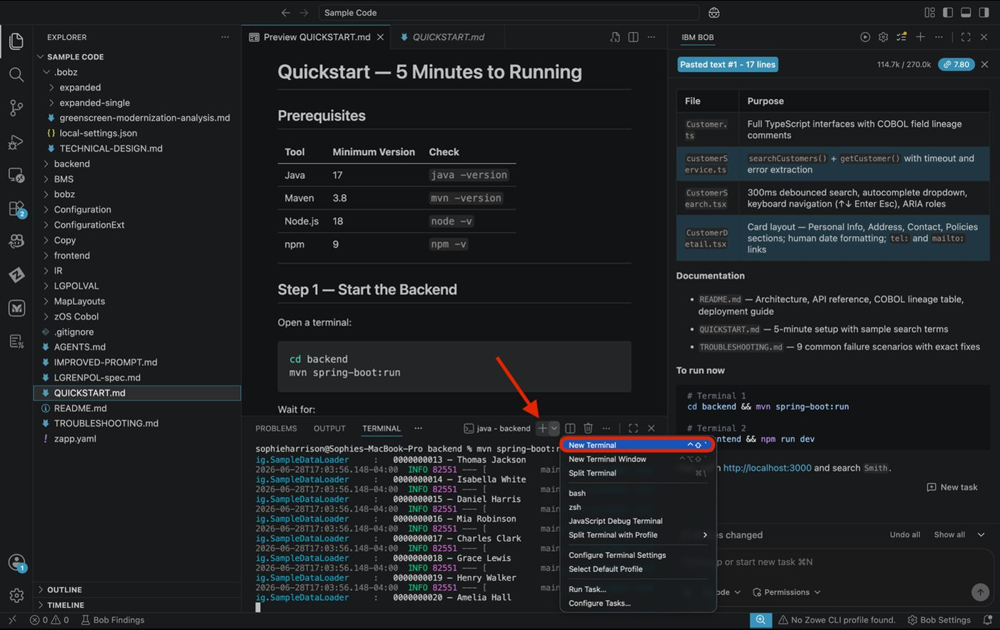 Sample Code
EXPLORER
SAMPLE CODE
.bobz
expanded
expanded-single
greenscreen-modernization-analysis.md
{} local-settings.json
TECHNICAL-DESIGN.md
backend
BMS
bobz
Configuration
ConfigurationExt
Copy
frontend
IR
LGPOLVAL
MapLayouts
zOS Cobol
.gitignore
AGENTS.md
IMPROVED-PROMPT.md
LGRENPOL-spec.md
QUICKSTART.md
README.md
TROUBLESHOOTING.md
! zapp.yaml
OUTLINE
TIMELINE
2
1
Preview QUICKSTART.md
QUICKSTART.md
Quickstart — 5 Minutes to Running
Prerequisites
Tool Minimum Version Check
Java 17 java -version
Maven 3.8 mvn -version
Node.js 18 node -v
npm 9 npm -v
Step 1 — Start the Backend
Open a terminal:
cd backend
mvn spring-boot:run
Wait for:
PROBLEMS OUTPUT TERMINAL ... java - backend
sophieharrison@Sophies-MacBook-Pro backend % mvn spring-boot:r
ig.SampleDataLoader : 0000000013 — Thomas Jackson
2026-06-28T17:03:56.148-04:00 INFO 82551 --- [ main
ig.SampleDataLoader : 0000000014 — Isabella White
2026-06-28T17:03:56.148-04:00 INFO 82551 --- [ main
ig.SampleDataLoader : 0000000015 — Daniel Harris
2026-06-28T17:03:56.148-04:00 INFO 82551 --- [ main
ig.SampleDataLoader : 0000000016 — Mia Robinson
2026-06-28T17:03:56.148-04:00 INFO 82551 --- [ main
ig.SampleDataLoader : 0000000017 — Charles Clark
2026-06-28T17:03:56.148-04:00 INFO 82551 --- [ main
ig.SampleDataLoader : 0000000018 — Grace Lewis
2026-06-28T17:03:56.148-04:00 INFO 82551 --- [ main
ig.SampleDataLoader : 0000000019 — Henry Walker
2026-06-28T17:03:56.148-04:00 INFO 82551 --- [ main
ig.SampleDataLoader : 0000000020 — Amelia Hall
New Terminal ^⇧`
New Terminal Window ^⌥⇧`
Split Terminal ⌘\
bash
zsh
JavaScript Debug Terminal
Split Terminal with Profile
Configure Terminal Settings
Select Default Profile
Run Task...
Configure Tasks...
IBM BOB
Pasted text #1 - 17 lines 114.7k / 270.0k 7.80
File Purpose
Customer.ts Full TypeScript interfaces with COBOL field lineage
comments
customerService.ts searchCustomers() + getCustomer() with timeout and
error extraction
CustomerSearch.tsx 300ms debounced search, autocomplete dropdown,
keyboard navigation (↑↓ Enter Esc), ARIA roles
CustomerDetail.tsx Card layout — Personal Info, Address, Contact, Policies
sections; human date formatting; tel: and mailto:
links
Documentation
• README.md — Architecture, API reference, COBOL lineage table,
deployment guide
• QUICKSTART.md — 5-minute setup with sample search terms
• TROUBLESHOOTING.md — 9 common failure scenarios with exact fixes
To run now
# Terminal 1
cd backend && mvn spring-boot:run
# Terminal 2
ontend && npm run dev
http://localhost:3000 and search Smith.
New task
changed Undo all Show all
or start new task ⌘N
Permissions
0 0 Bob Findings
No Zowe CLI profile found. Bob Settings